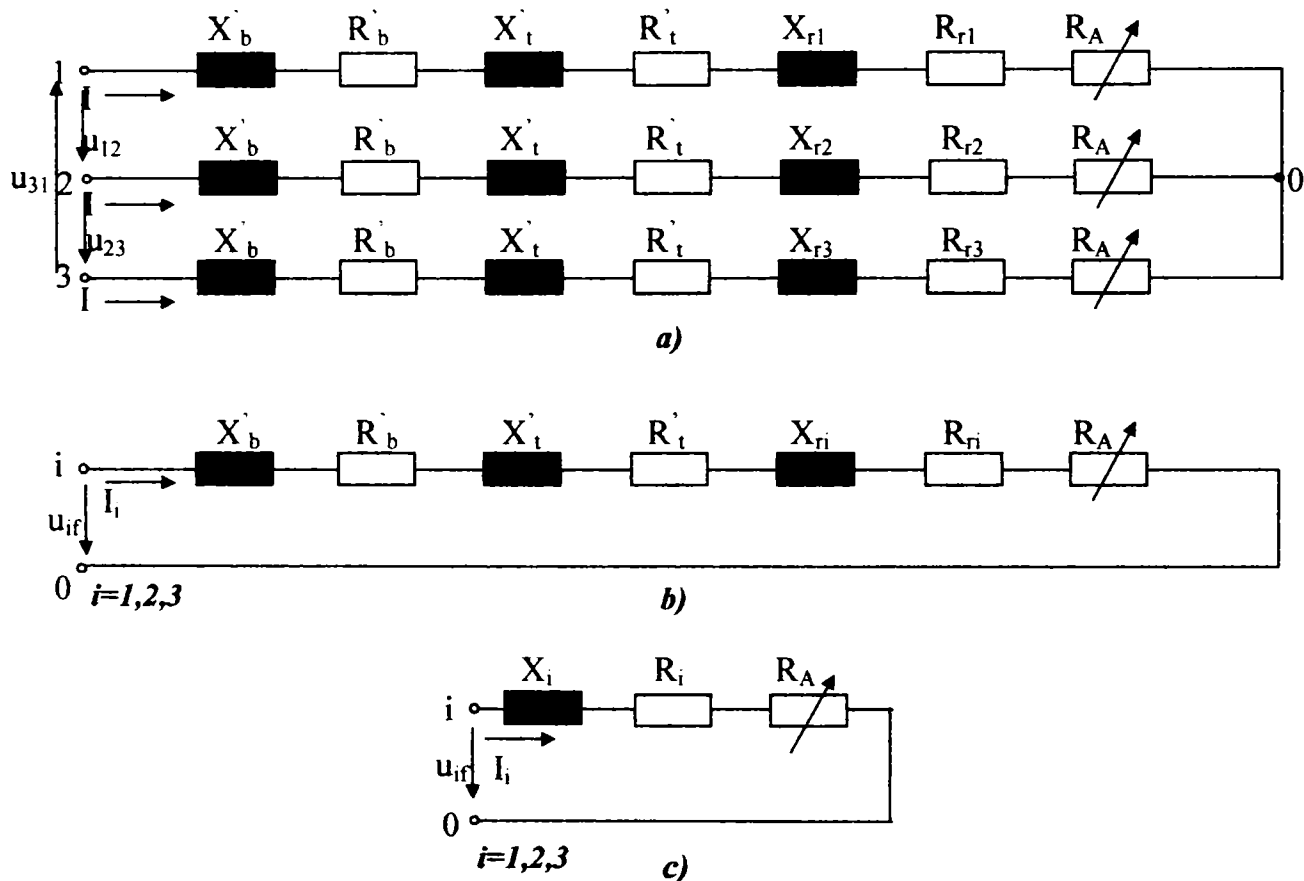 X'b R'b X't R't Xr1 Rr1 RA
1
I
u12
X'b R'b X't R't Xr2 Rr2 RA
u31 2 0
I
u23
X'b R'b X't R't Xr3 Rr3 RA
3
I
a)
X'b R'b X't R't Xri Rri RA
i
Ii
uif
0 i=1,2,3
b)
Xi Ri RA
i
uif Ii
0
i=1,2,3
c)